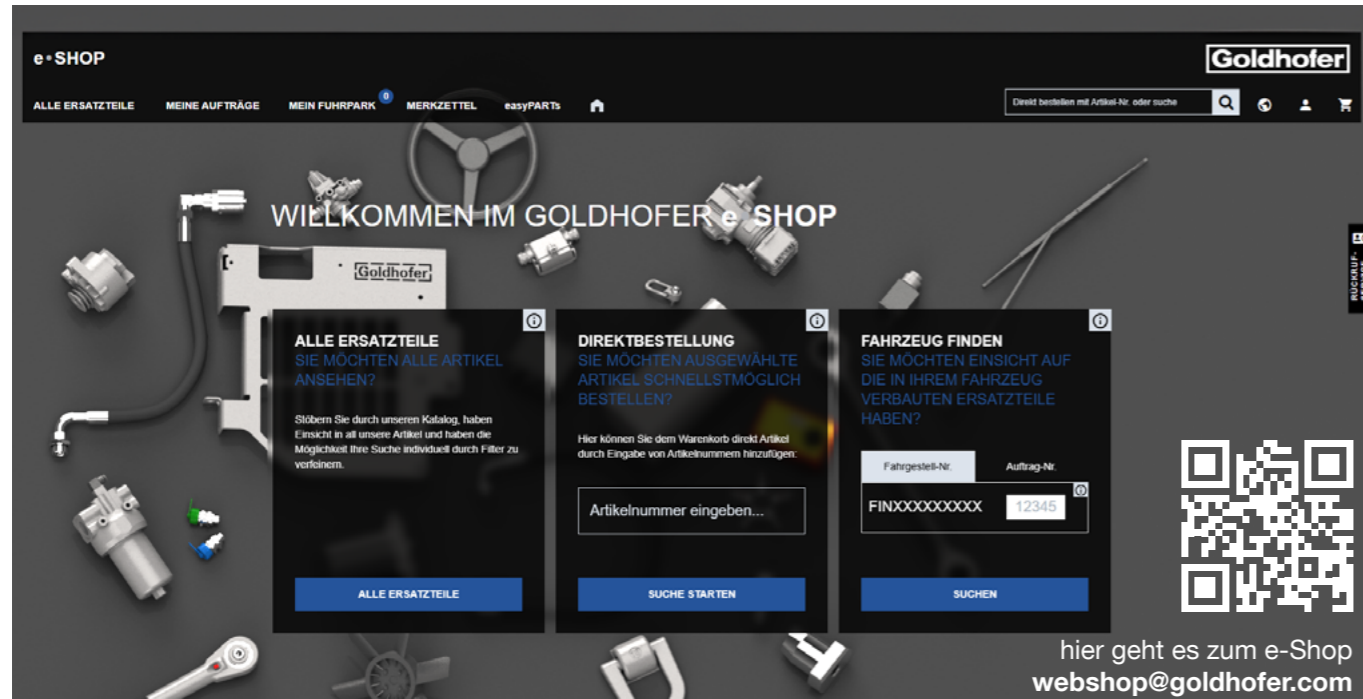 e•SHOP
Goldhofer
ALLE ERSATZTEILE MEINE AUFTRÄGE MEIN FUHRPARK 0 MERKZETTEL easyPARTs
Direkt bestellen mit Artikel-Nr. oder suche
WILLKOMMEN IM GOLDHOFER e SHOP
RÜCKRUF-
Goldhofer
ALLE ERSATZTEILE
SIE MÖCHTEN ALLE ARTIKEL
ANSEHEN?
Stöbern Sie durch unseren Katalog, haben
Einsicht in all unsere Artikel und haben die
Möglichkeit Ihre Suche individuell durch Filter zu
verfeinern.
ALLE ERSATZTEILE
DIREKTBESTELLUNG
SIE MÖCHTEN AUSGEWÄHLTE
ARTIKEL SCHNELLSTMÖGLICH
BESTELLEN?
Hier können Sie dem Warenkorb direkt Artikel
durch Eingabe von Artikelnummern hinzufügen:
Artikelnummer eingeben...
SUCHE STARTEN
FAHRZEUG FINDEN
SIE MÖCHTEN EINSICHT AUF
DIE IN IHREM FAHRZEUG
VERBAUTEN ERSATZTEILE
HABEN?
Fahrgestell-Nr. Auftrag-Nr.
FINXXXXXXXXX 12345
SUCHEN
hier geht es zum e-Shop
webshop@goldhofer.com